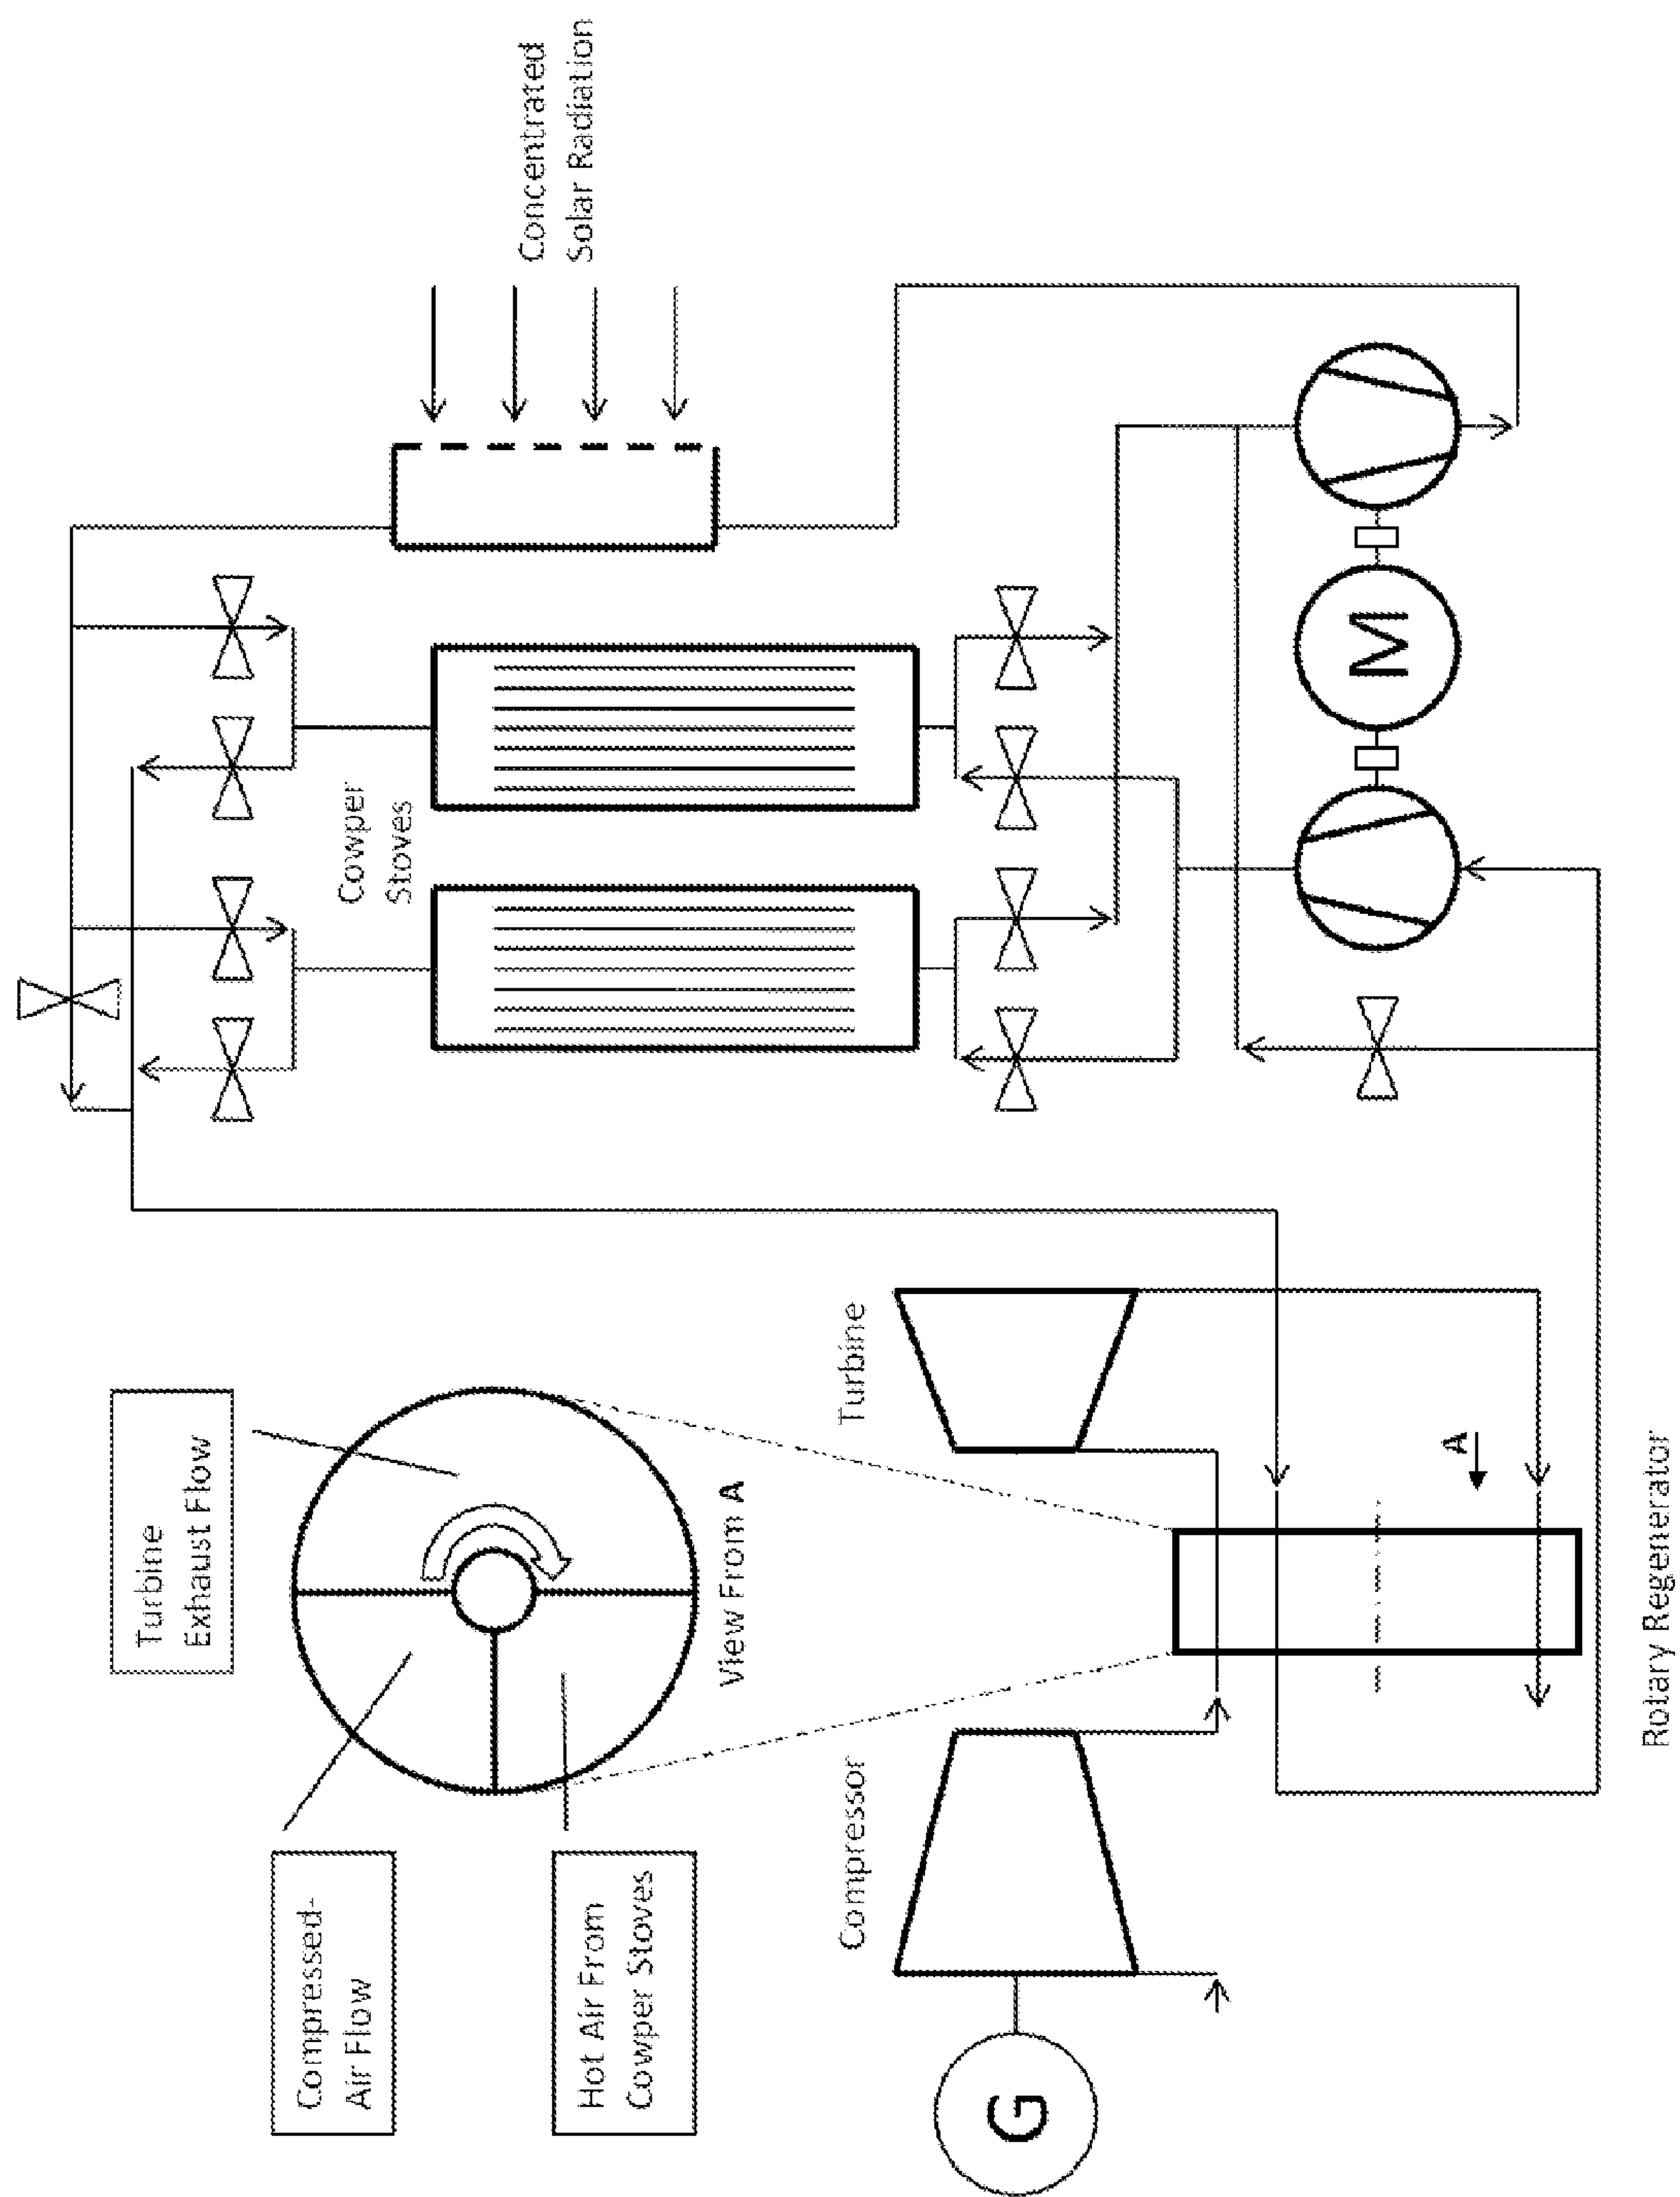 Turbine
Exhaust Flow
Compressed-
Air Flow
Hot Air From
Cowper Stoves
View From A
Cowper
Stoves
Concentrated
Solar Radiation
Compressor
Turbine
G
A
M
Rotary Regenerator